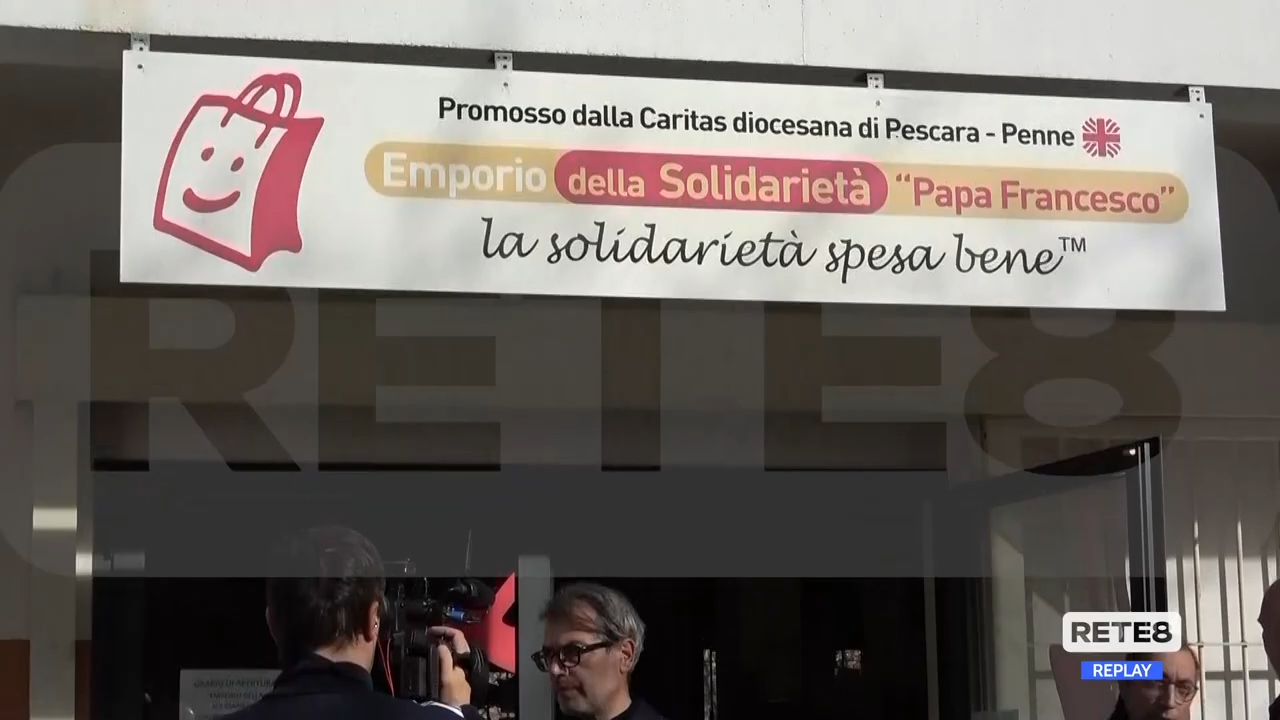 Promosso dalla Caritas diocesana di Pescara - Penne
Emporio della Solidarietà “Papa Francesco”
la solidarietà spesa bene™
RETE8
RETE8
REPLAY